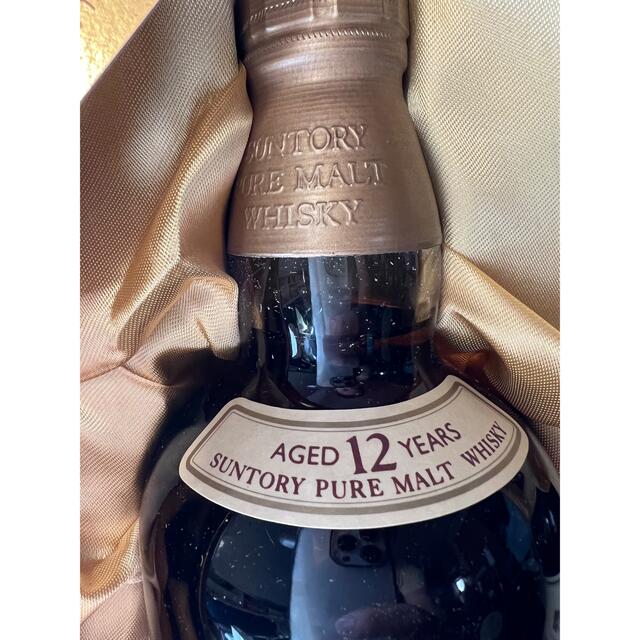 SUNTORY
PURE MALT
WHISKY
AGED 12 YEARS
SUNTORY PURE MALT WHISKY